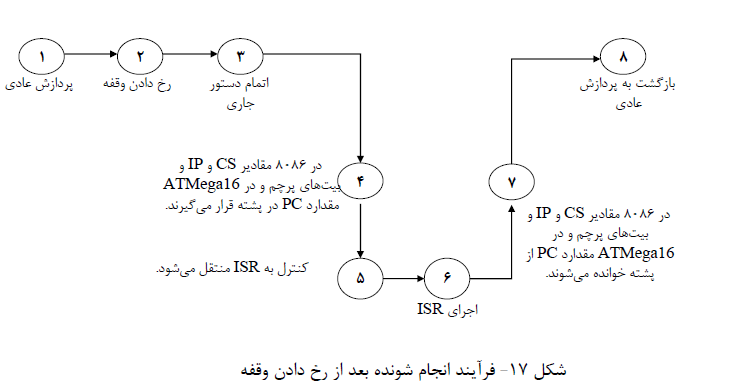 ۱
پردازش عادی
۲
رخ دادن وقفه
۳
اتمام دستور
جاری
۴
در ۸۰۸۶ مقادیر CS و IP و
بیت‌های پرچم و در ATMega16
مقدارد PC در پشته قرار می‌گیرند.
۵
کنترل به ISR منتقل می‌شود.
۶
اجرای ISR
۷
در ۸۰۸۶ مقادیر CS و IP و
بیت‌های پرچم و در
ATMega16 مقدارد PC از
پشته خوانده می‌شوند.
۸
بازگشت به پردازش
عادی
شکل ۱۷- فرآیند انجام شونده بعد از رخ دادن وقفه